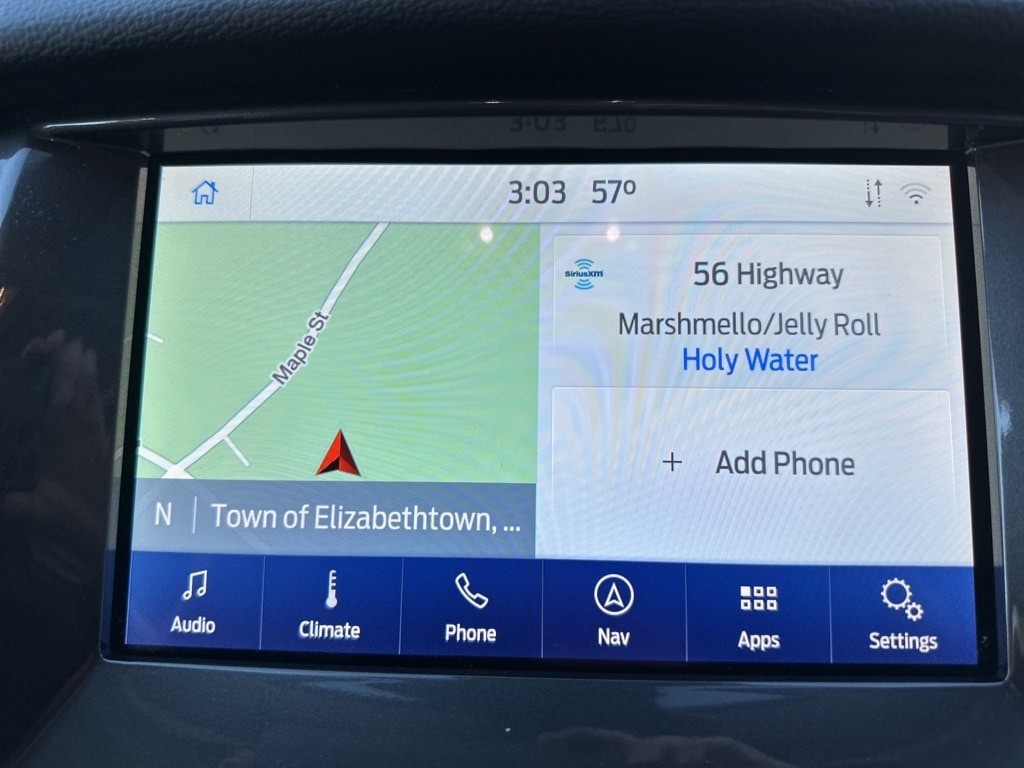 3:03 57°
Maple St
N Town of Elizabethtown, ...
SiriusXM
56 Highway
Marshmello/Jelly Roll
Holy Water
+ Add Phone
Audio
Climate
Phone
Nav
Apps
Settings